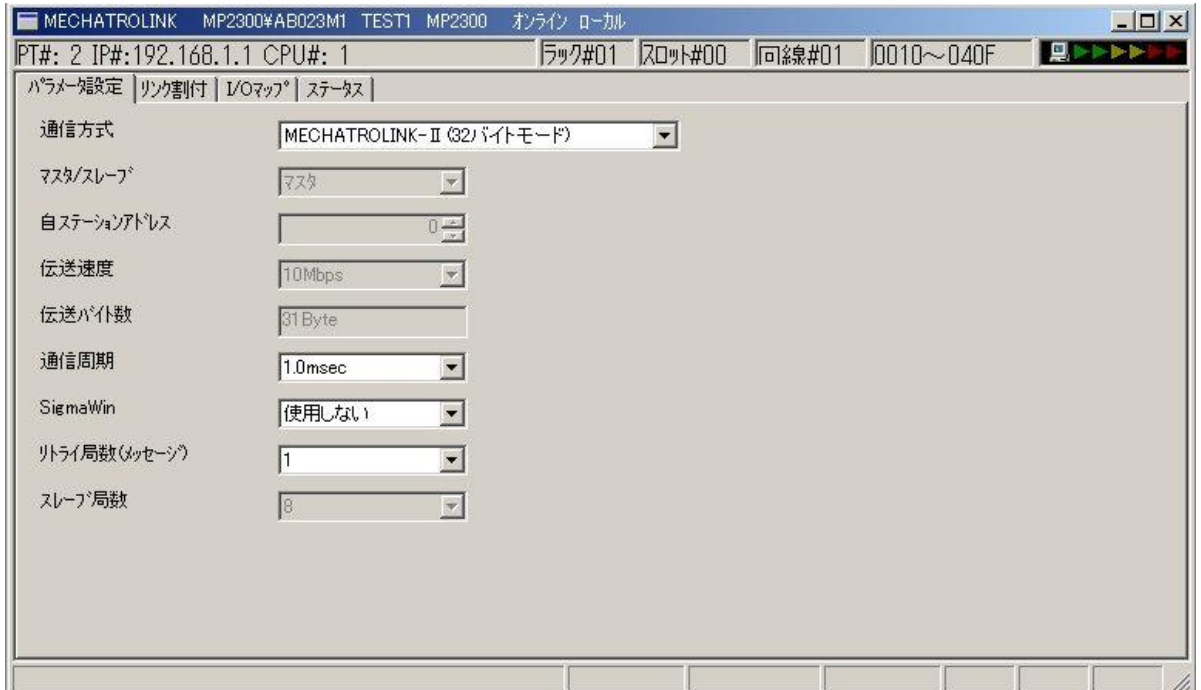 MECHATROLINK MP2300¥AB023M1 TEST1 MP2300 オンライン ローカル
PT#: 2 IP#:192.168.1.1 CPU#: 1 ラック#01 スロット#00 回線#01 0010～040F
パラメータ設定 リンク割付 I/Oマップ ステータス
通信方式 MECHATROLINK-Ⅱ (32バイトモード)
マスタ/スレーブ マスタ
自ステーションアドレス 0
伝送速度 10Mbps
伝送バイト数 31Byte
通信周期 1.0msec
SigmaWin 使用しない
リトライ局数(メッセージ) 1
スレーブ局数 8